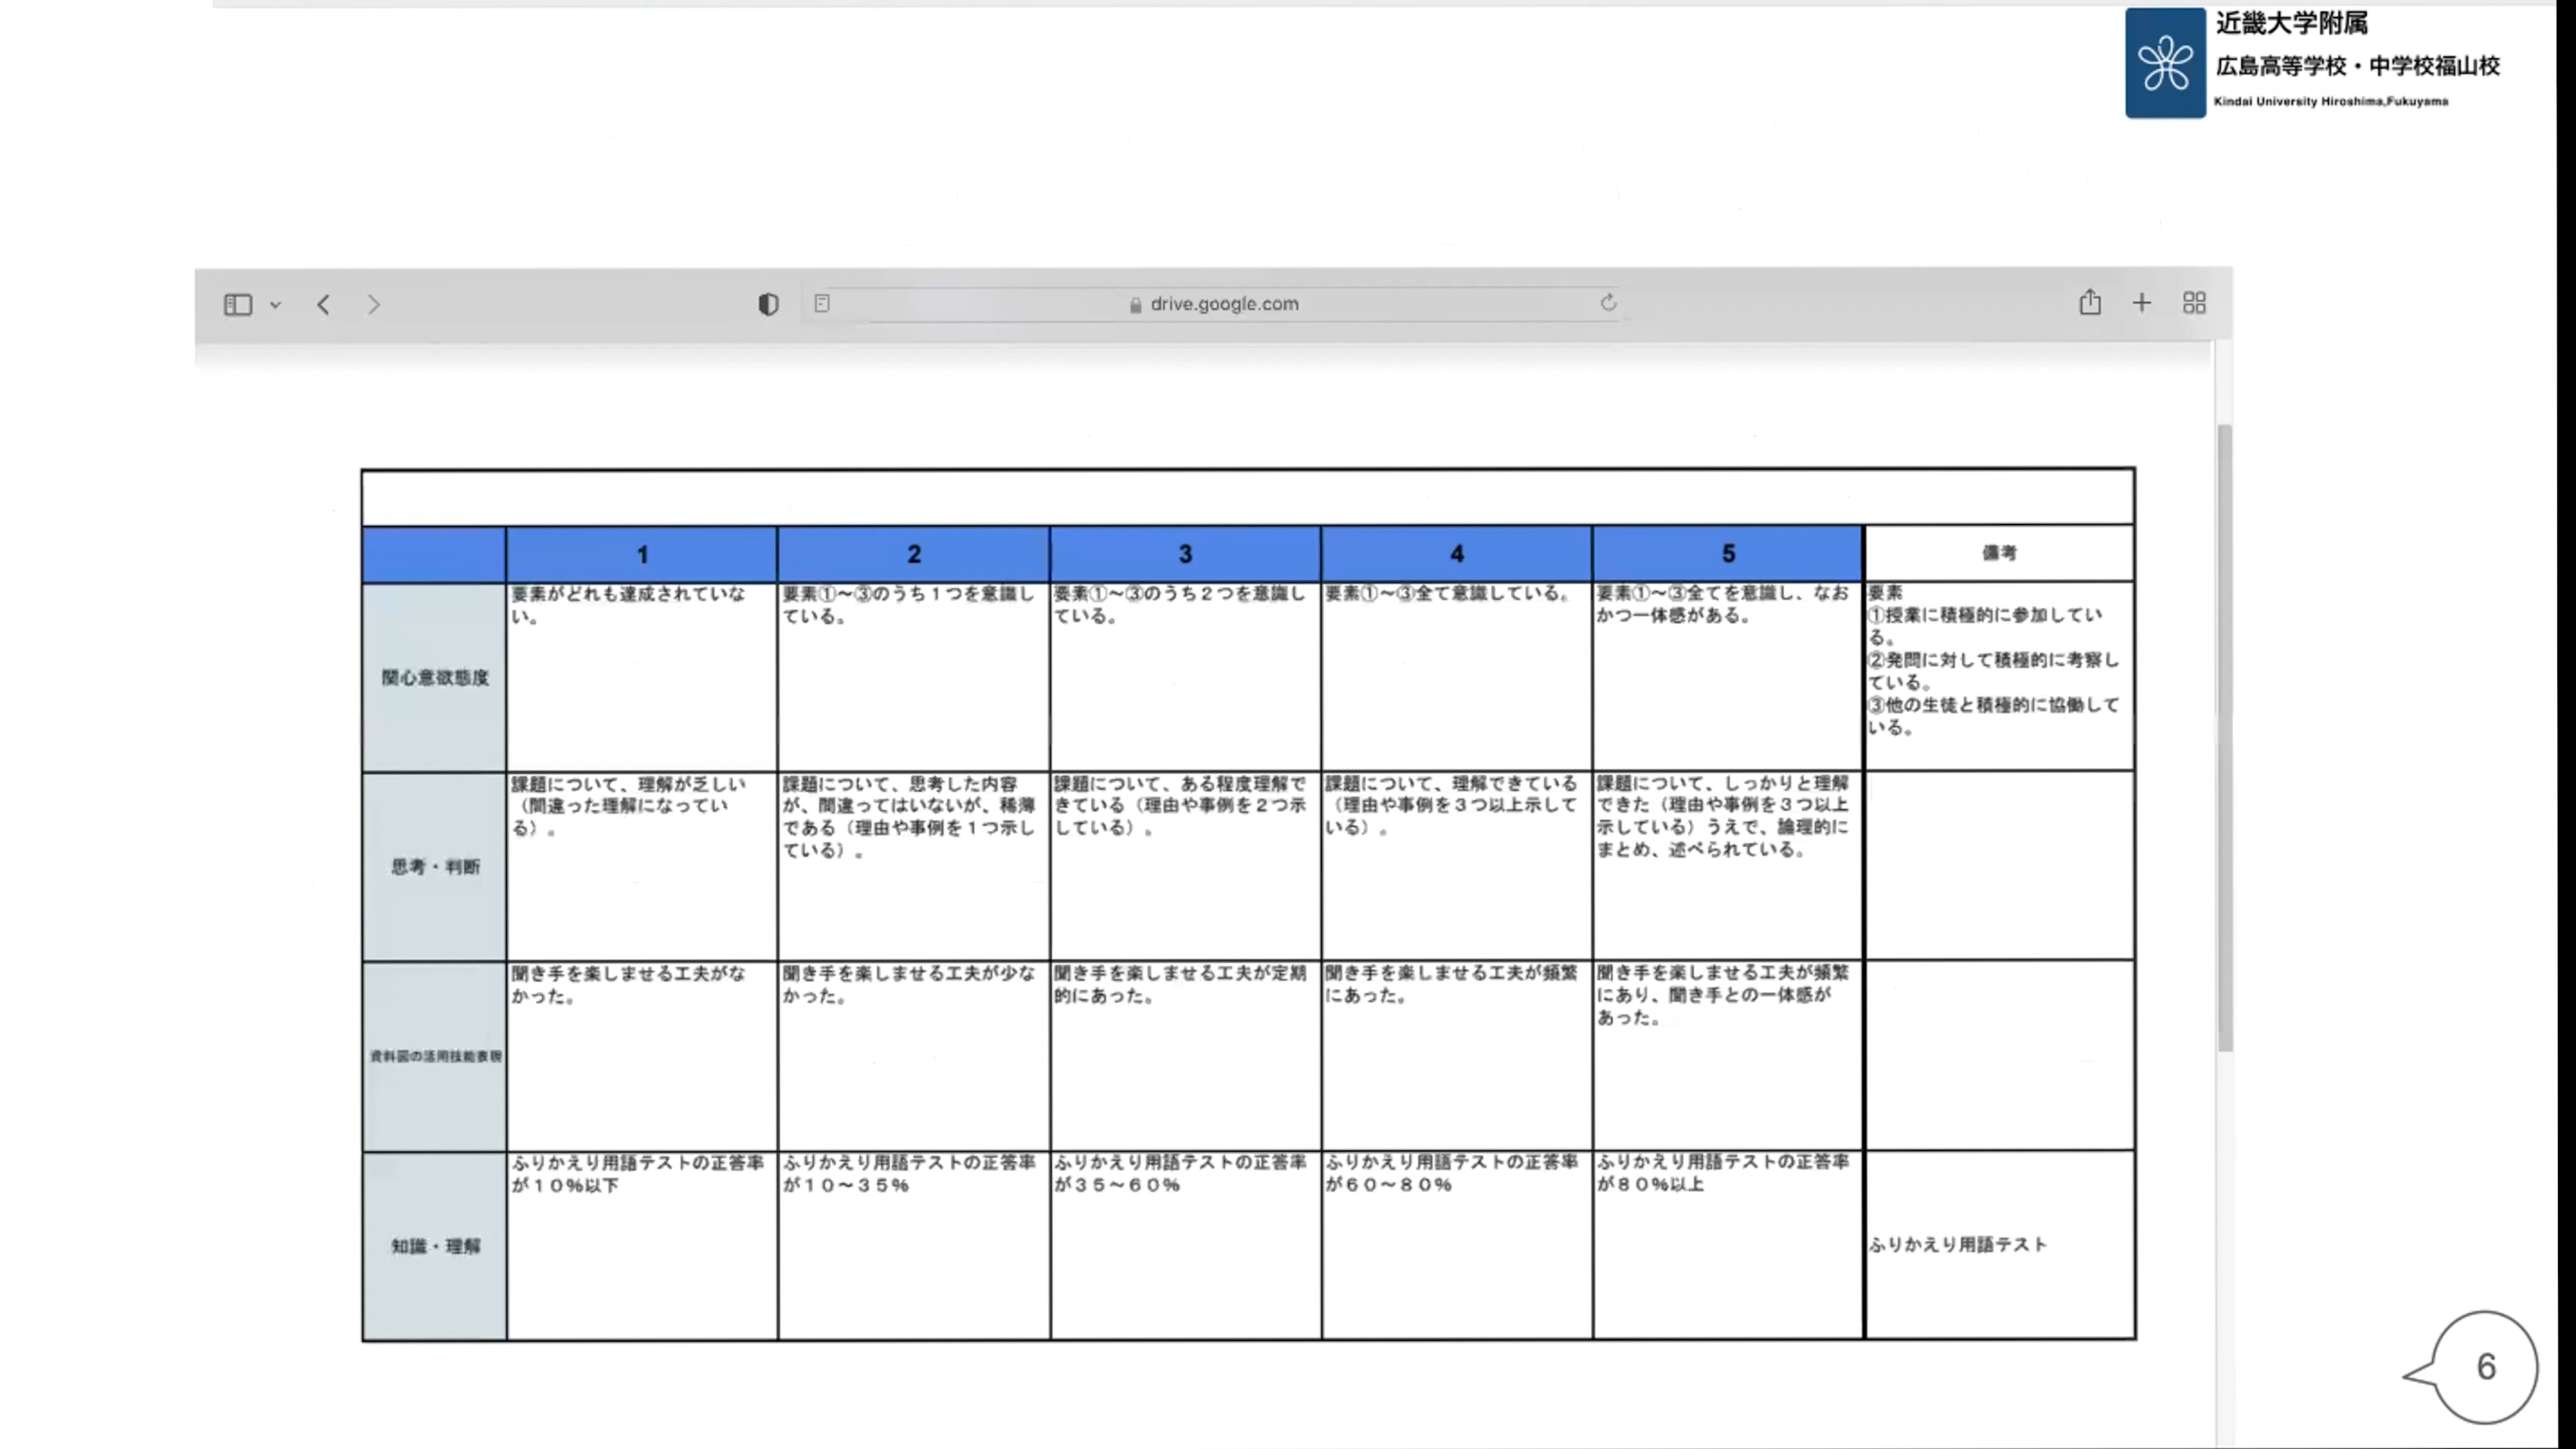 近畿大学附属
広島高等学校・中学校福山校
Kindai University Hiroshima,Fukuyama
drive.google.com
1
2
3
4
5
備考
関心意欲態度
要素がどれも達成されていな
い。
要素①～③のうち１つを意識し
ている。
要素①～③のうち２つを意識し
ている。
要素①～③全て意識している。
要素①～③全てを意識し、なお
かつ一体感がある。
要素
①授業に積極的に参加してい
る。
②発問に対して積極的に考察し
ている。
③他の生徒と積極的に協働して
いる。
思考・判断
課題について、理解が乏しい
（間違った理解になってい
る）。
課題について、思考した内容
が、間違ってはいないが、稀薄
である（理由や事例を１つ示し
ている）。
課題について、ある程度理解で
きている（理由や事例を２つ示
している）。
課題について、理解できている
（理由や事例を３つ以上示して
いる）。
課題について、しっかりと理解
できた（理由や事例を３つ以上
示している）うえで、論理的に
まとめ、述べられている。
資料図の活用技能表現
聞き手を楽しませる工夫がな
かった。
聞き手を楽しませる工夫が少な
かった。
聞き手を楽しませる工夫が定期
的にあった。
聞き手を楽しませる工夫が頻繁
にあった。
聞き手を楽しませる工夫が頻繁
にあり、聞き手との一体感が
あった。
知識・理解
ふりかえり用語テストの正答率
が１０％以下
ふりかえり用語テストの正答率
が１０～３５％
ふりかえり用語テストの正答率
が３５～６０％
ふりかえり用語テストの正答率
が６０～８０％
ふりかえり用語テストの正答率
が８０％以上
ふりかえり用語テスト
6